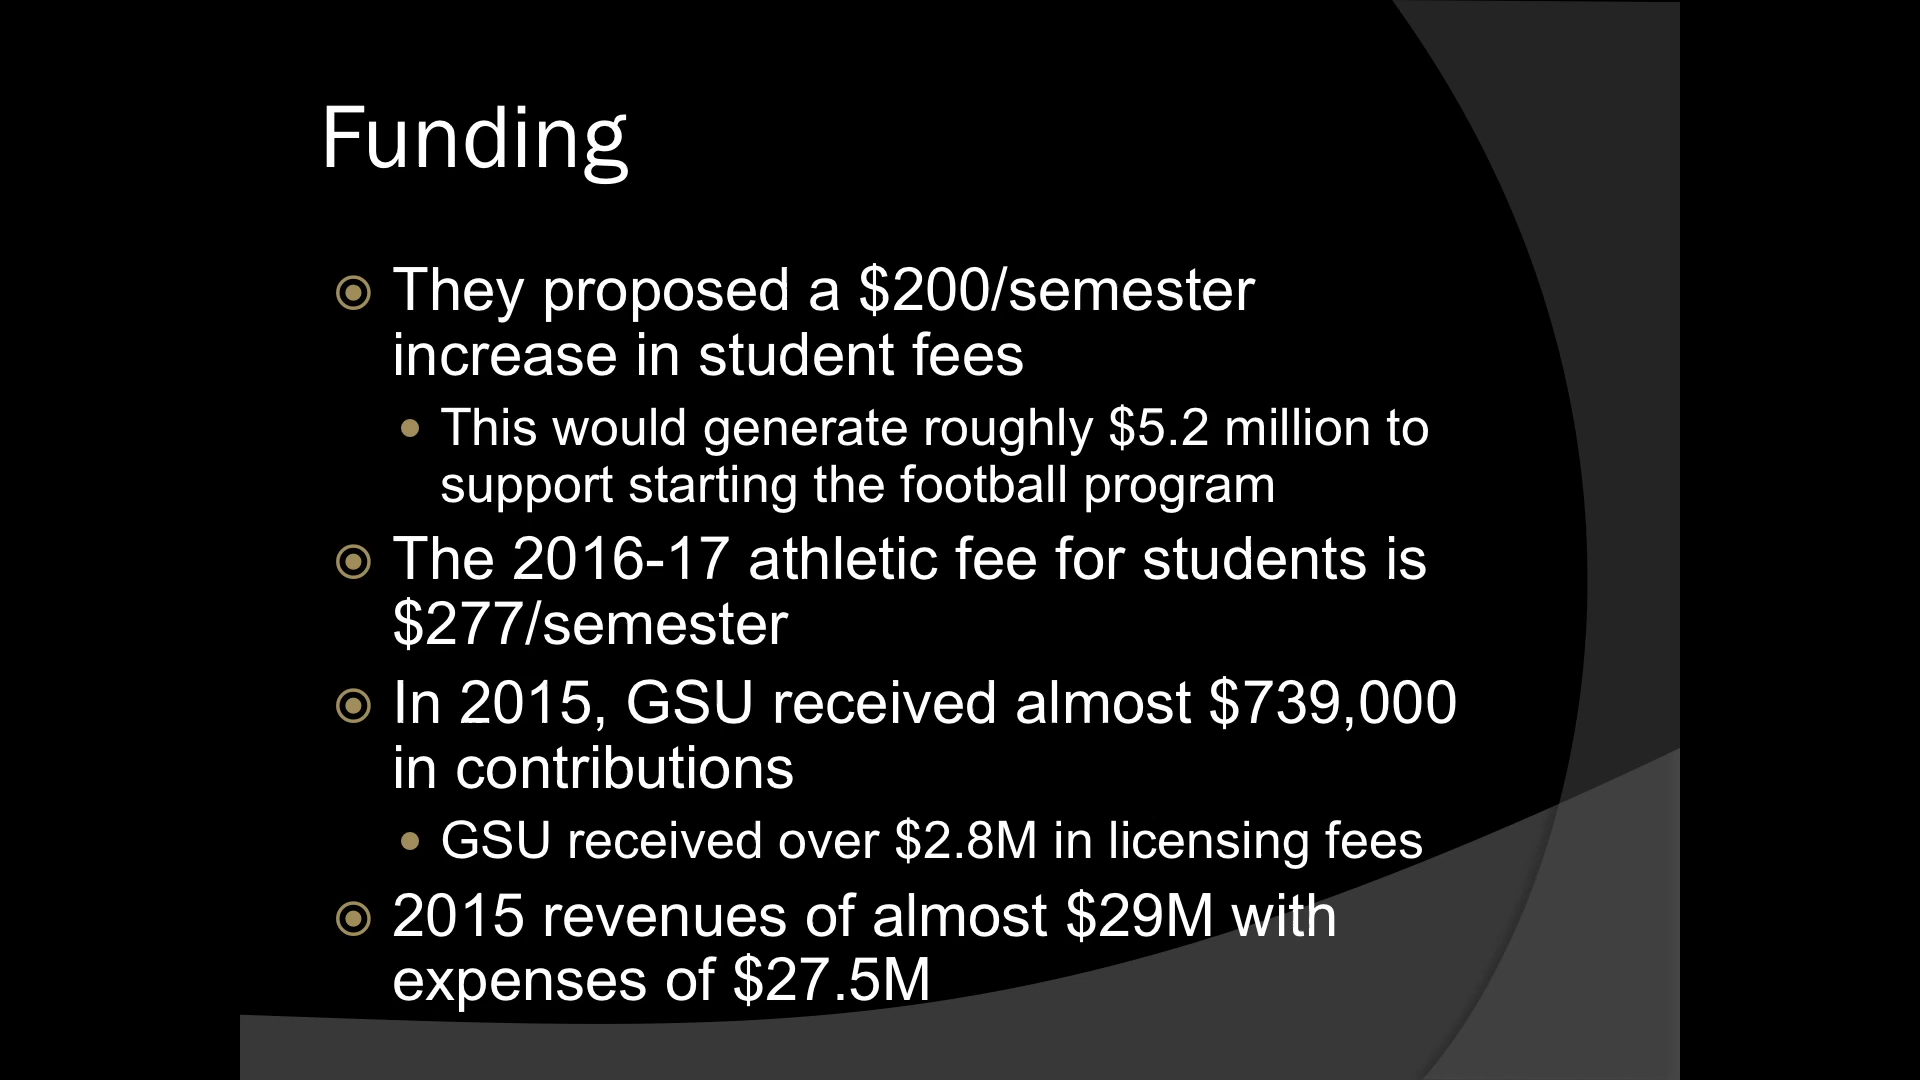 Funding
They proposed a $200/semester
increase in student fees
This would generate roughly $5.2 million to
support starting the football program
The 2016-17 athletic fee for students is
$277/semester
In 2015, GSU received almost $739,000
in contributions
GSU received over $2.8M in licensing fees
2015 revenues of almost $29M with
expenses of $27.5M